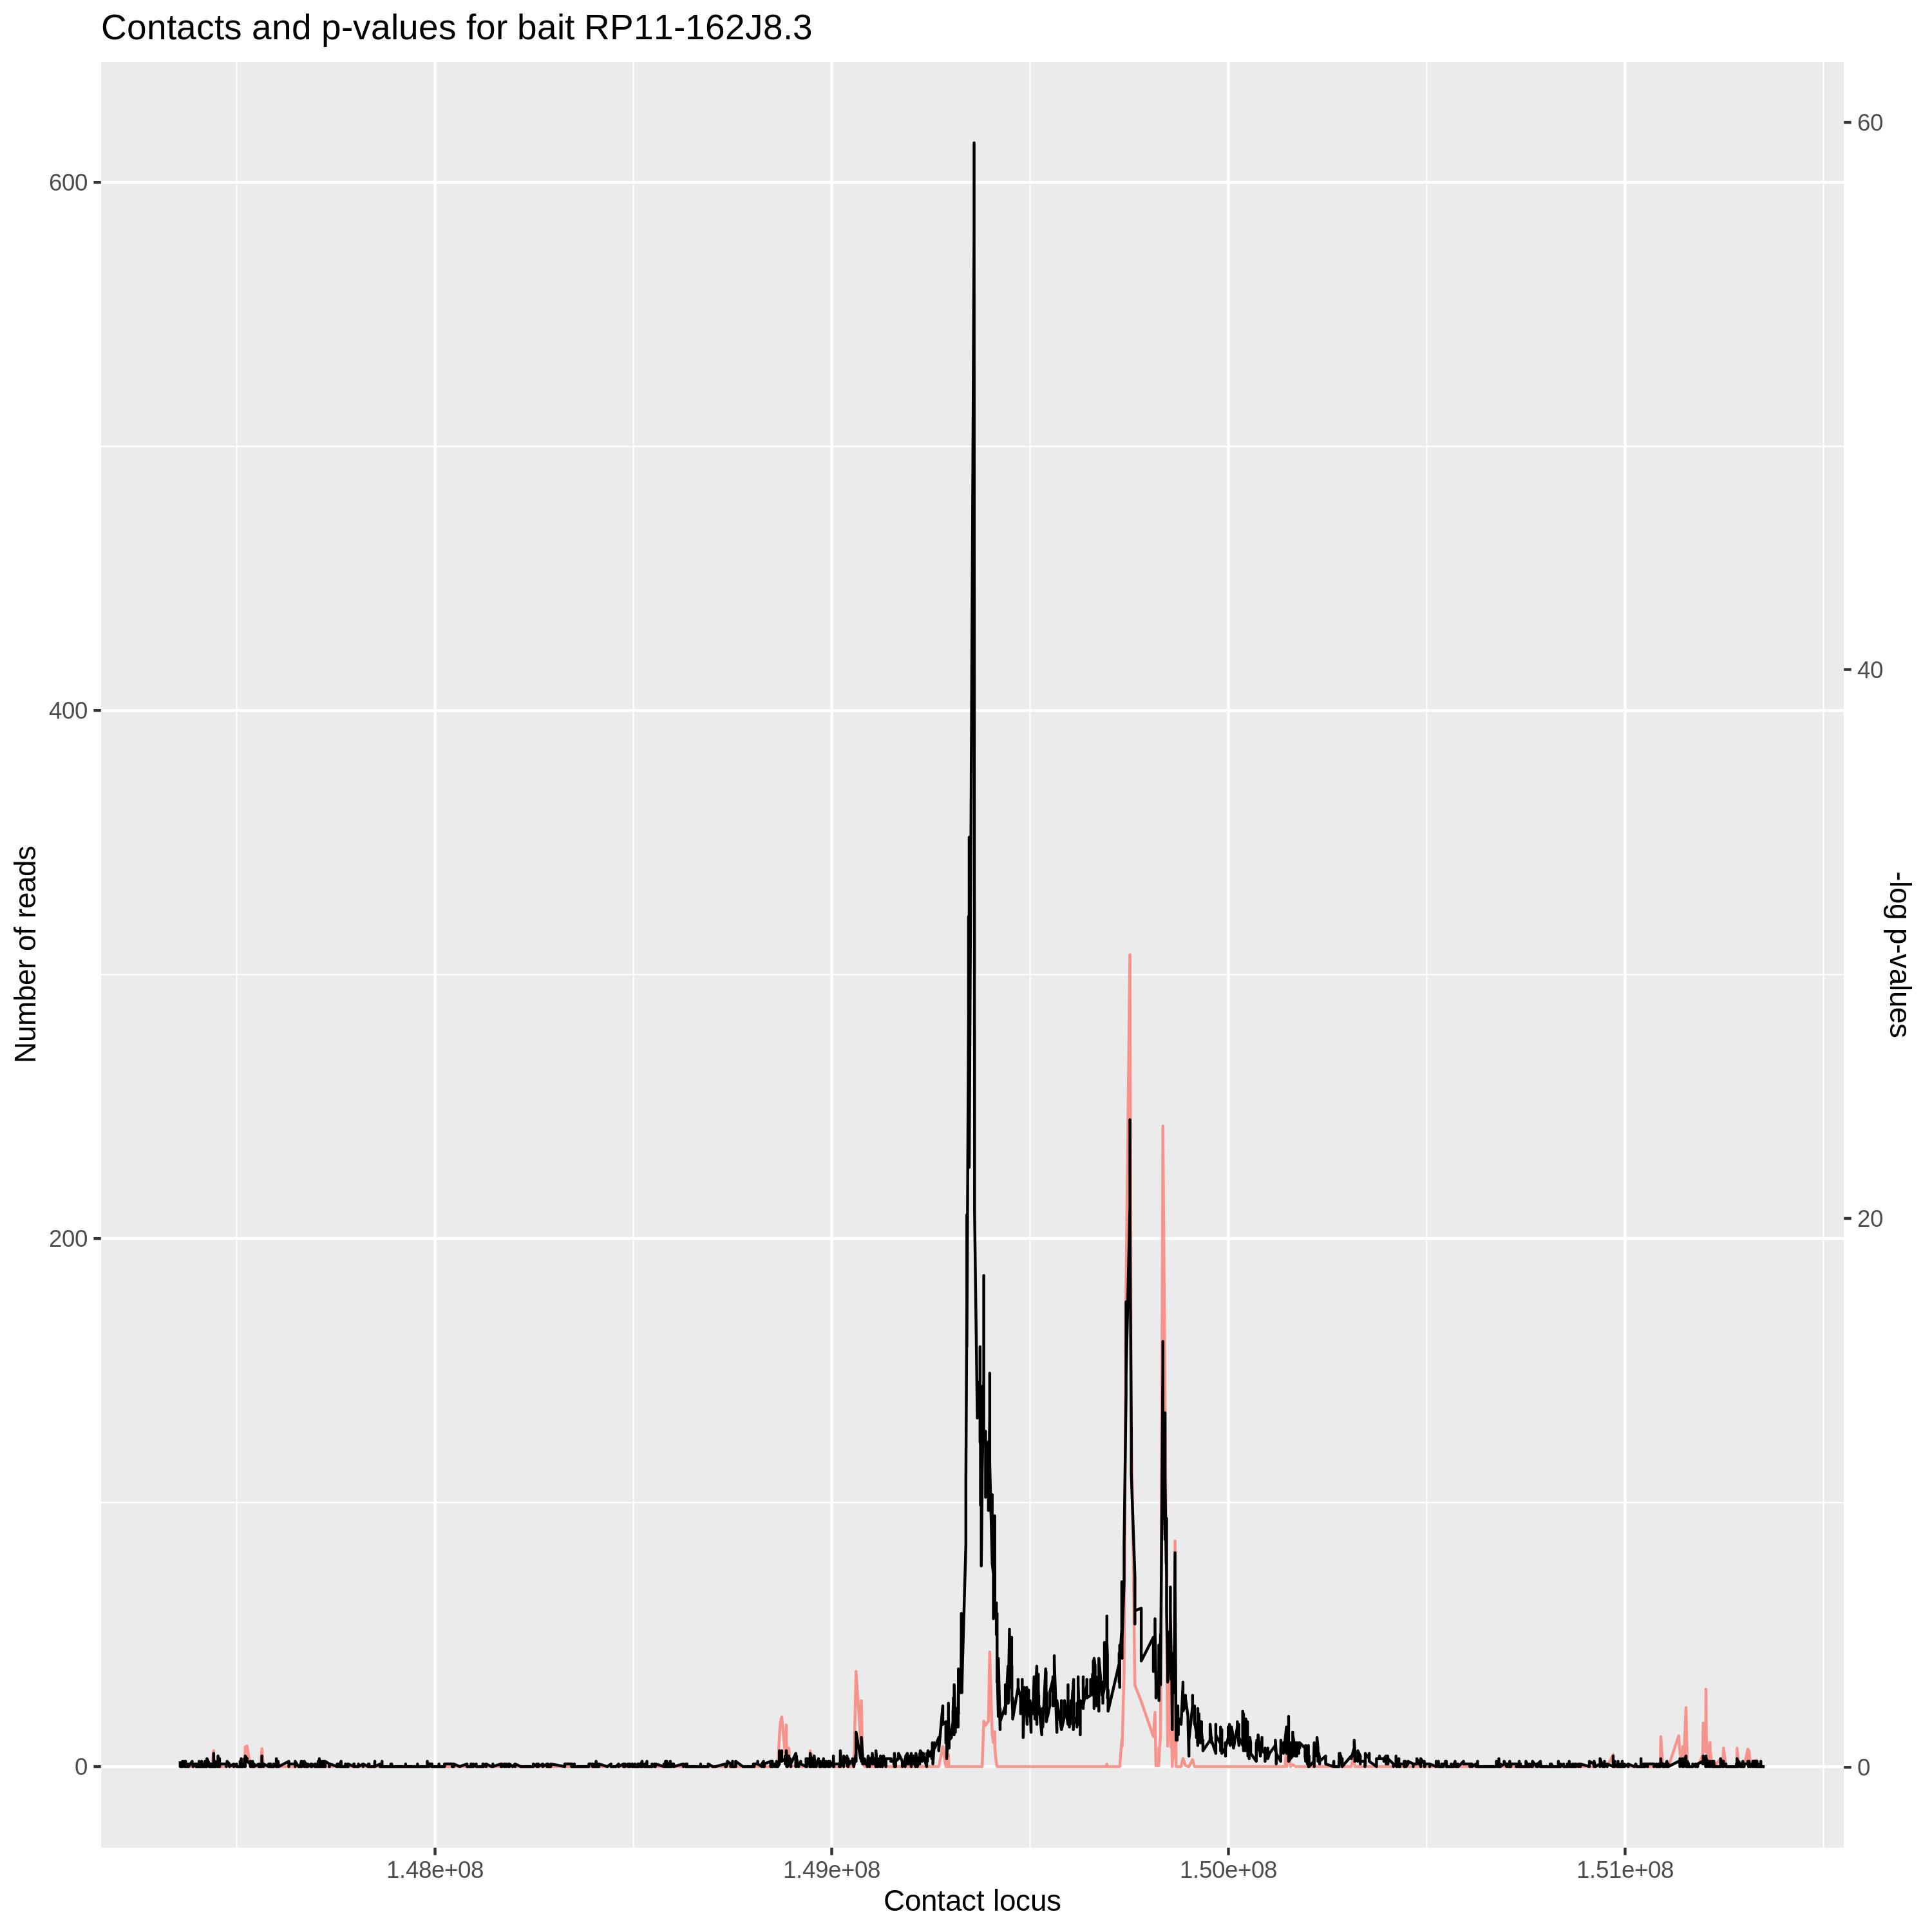 Contacts and p-values for bait RP11-162J8.3
600
400
200
0
60
40
20
0
Number of reads
-log p-values
1.48e+08 1.49e+08 1.50e+08 1.51e+08
Contact locus